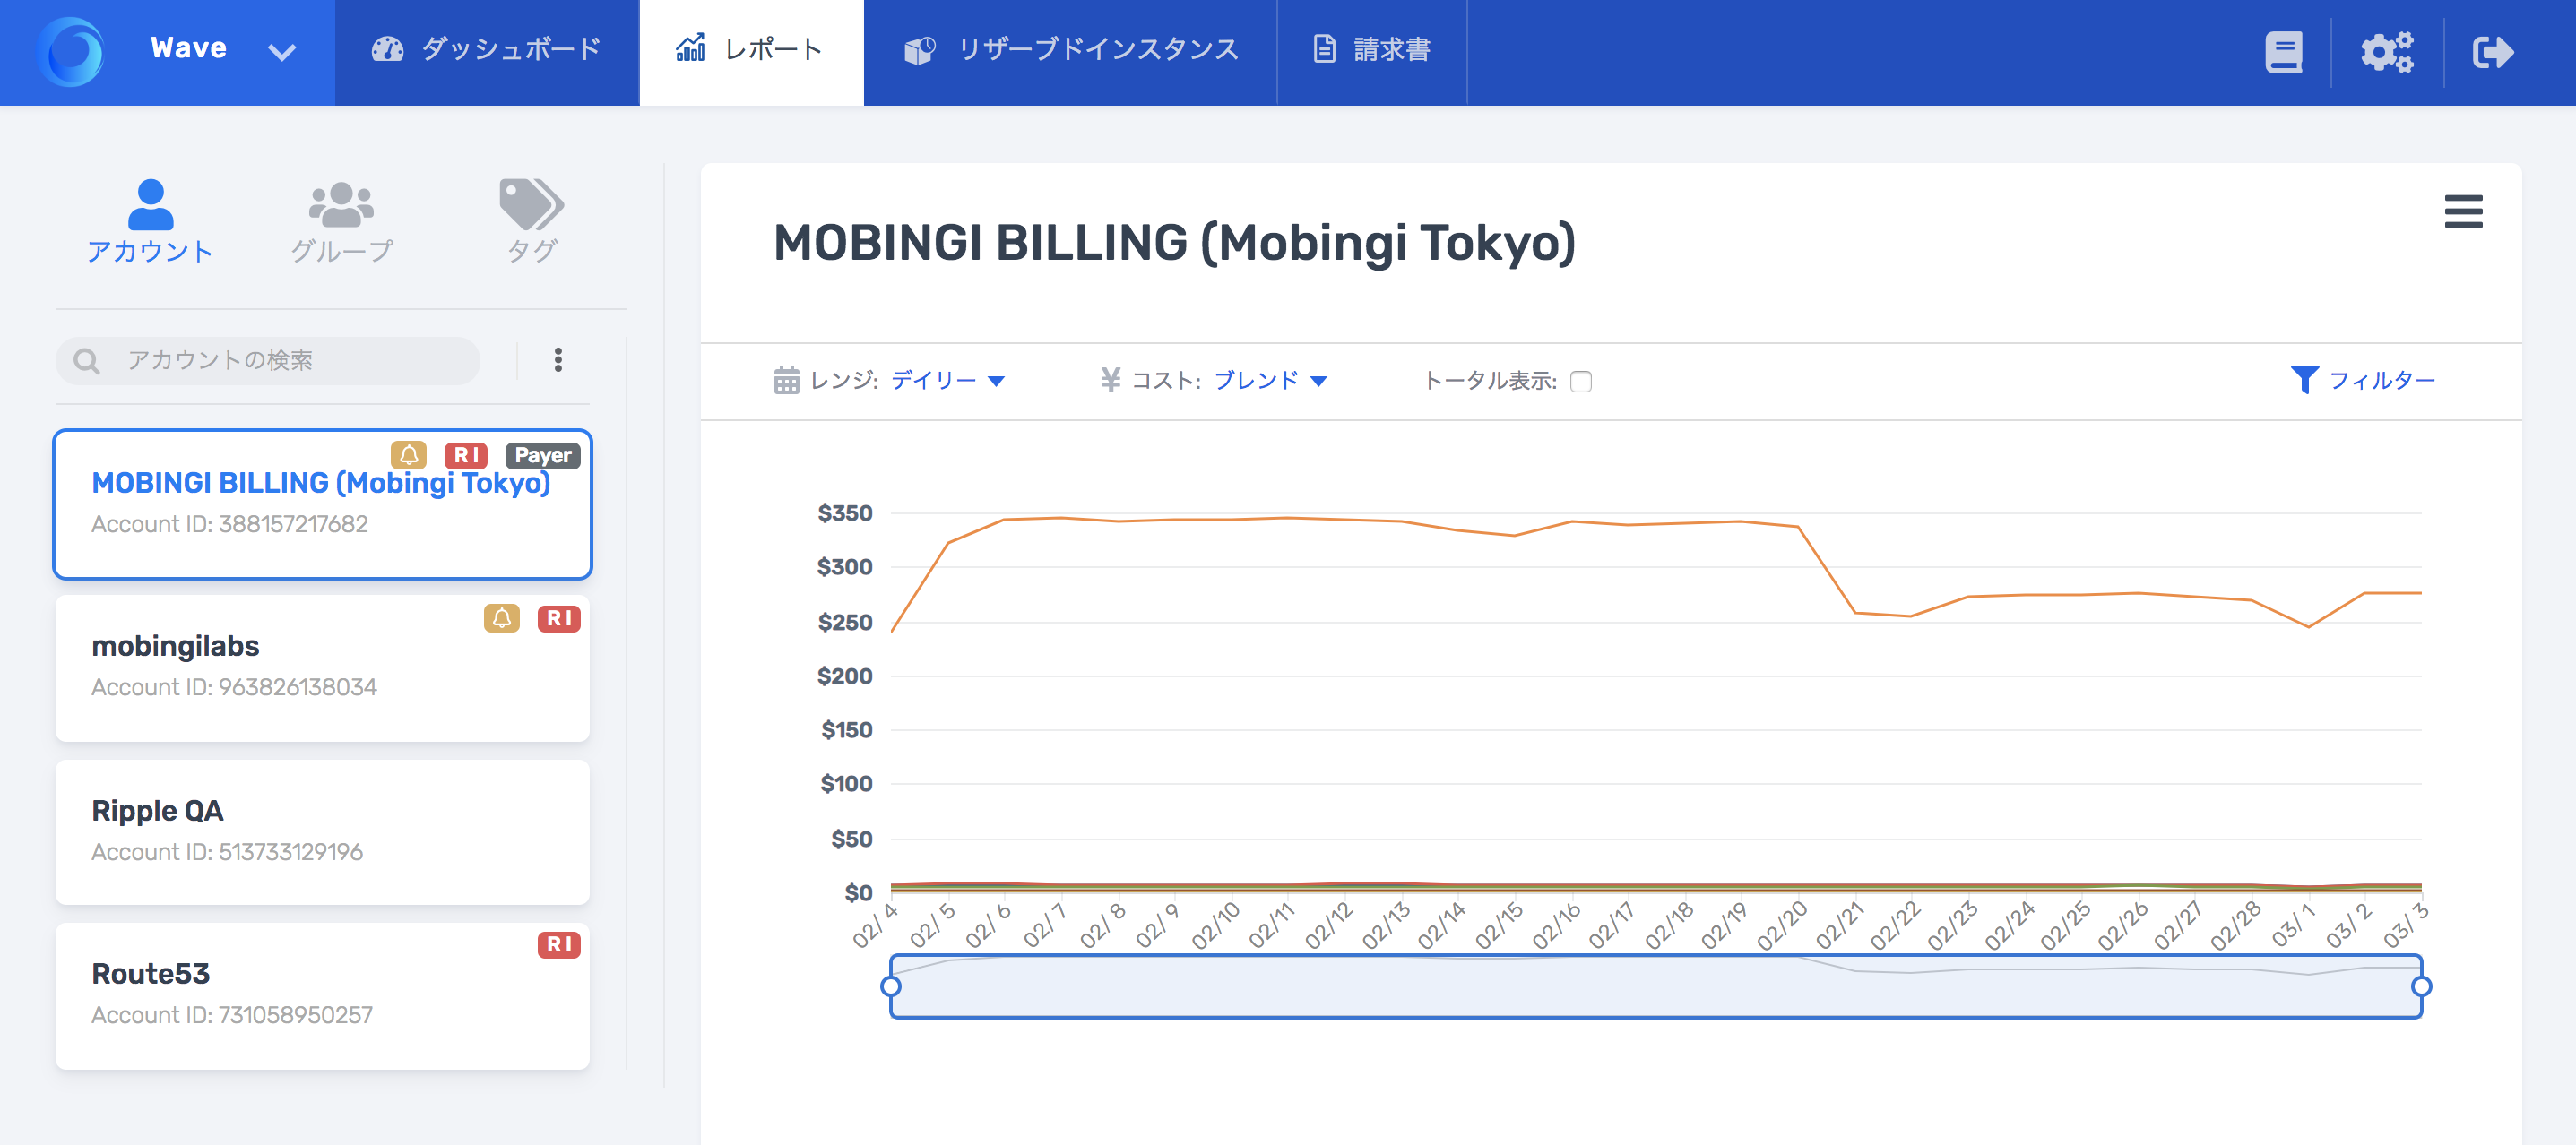 Wave
ダッシュボード
レポート
リザーブドインスタンス
請求書
アカウント
グループ
タグ
アカウントの検索
R I
Payer
MOBINGI BILLING (Mobingi Tokyo)
Account ID: 388157217682
R I
mobingilabs
Account ID: 963826138034
Ripple QA
Account ID: 513733129196
R I
Route53
Account ID: 731058950257
MOBINGI BILLING (Mobingi Tokyo)
レンジ: デイリー
¥ コスト: ブレンド
トータル表示:
フィルター
$350
$300
$250
$200
$150
$100
$50
$0
02/ 4
02/ 5
02/ 6
02/ 7
02/ 8
02/ 9
02/10
02/11
02/12
02/13
02/14
02/15
02/16
02/17
02/18
02/19
02/20
02/21
02/22
02/23
02/24
02/25
02/26
02/27
02/28
03/ 1
03/ 2
03/ 3